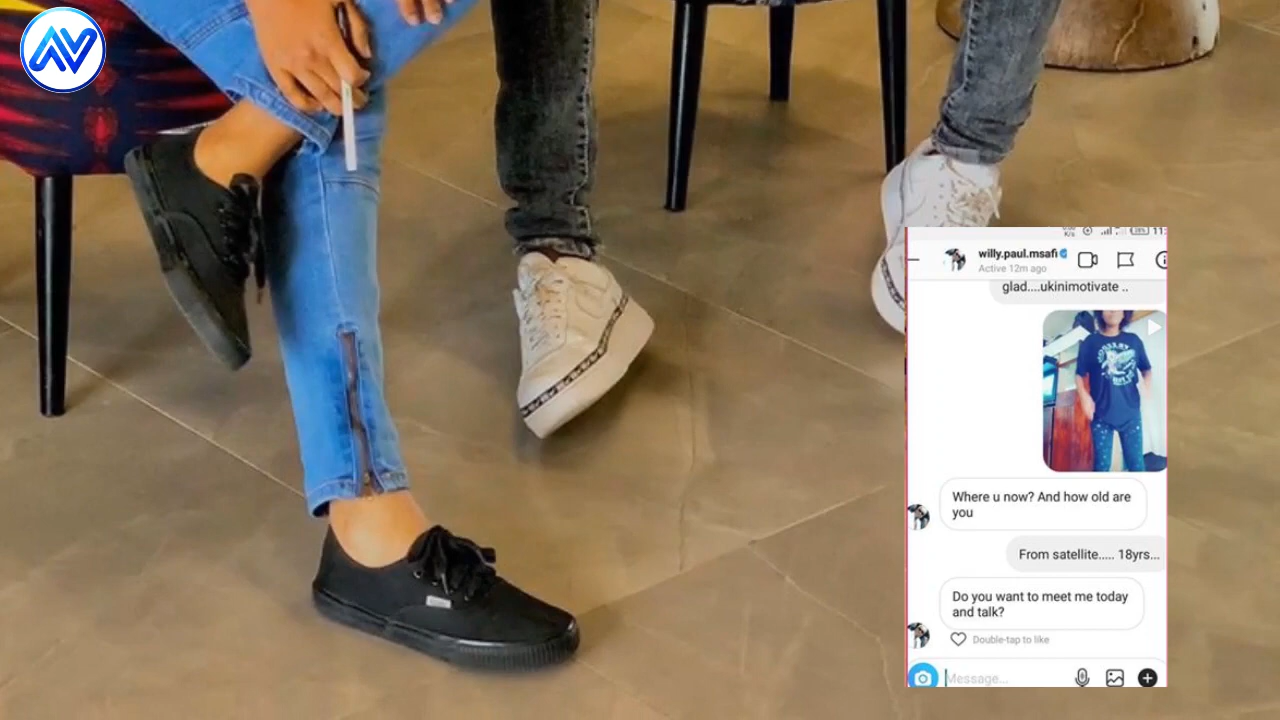 AV
willy.paul.msafi
Active 12m ago
glad....ukinimotivate ..
Where u now? And how old are
you
From satellite..... 18yrs...
Do you want to meet me today
and talk?
Double-tap to like
Message...